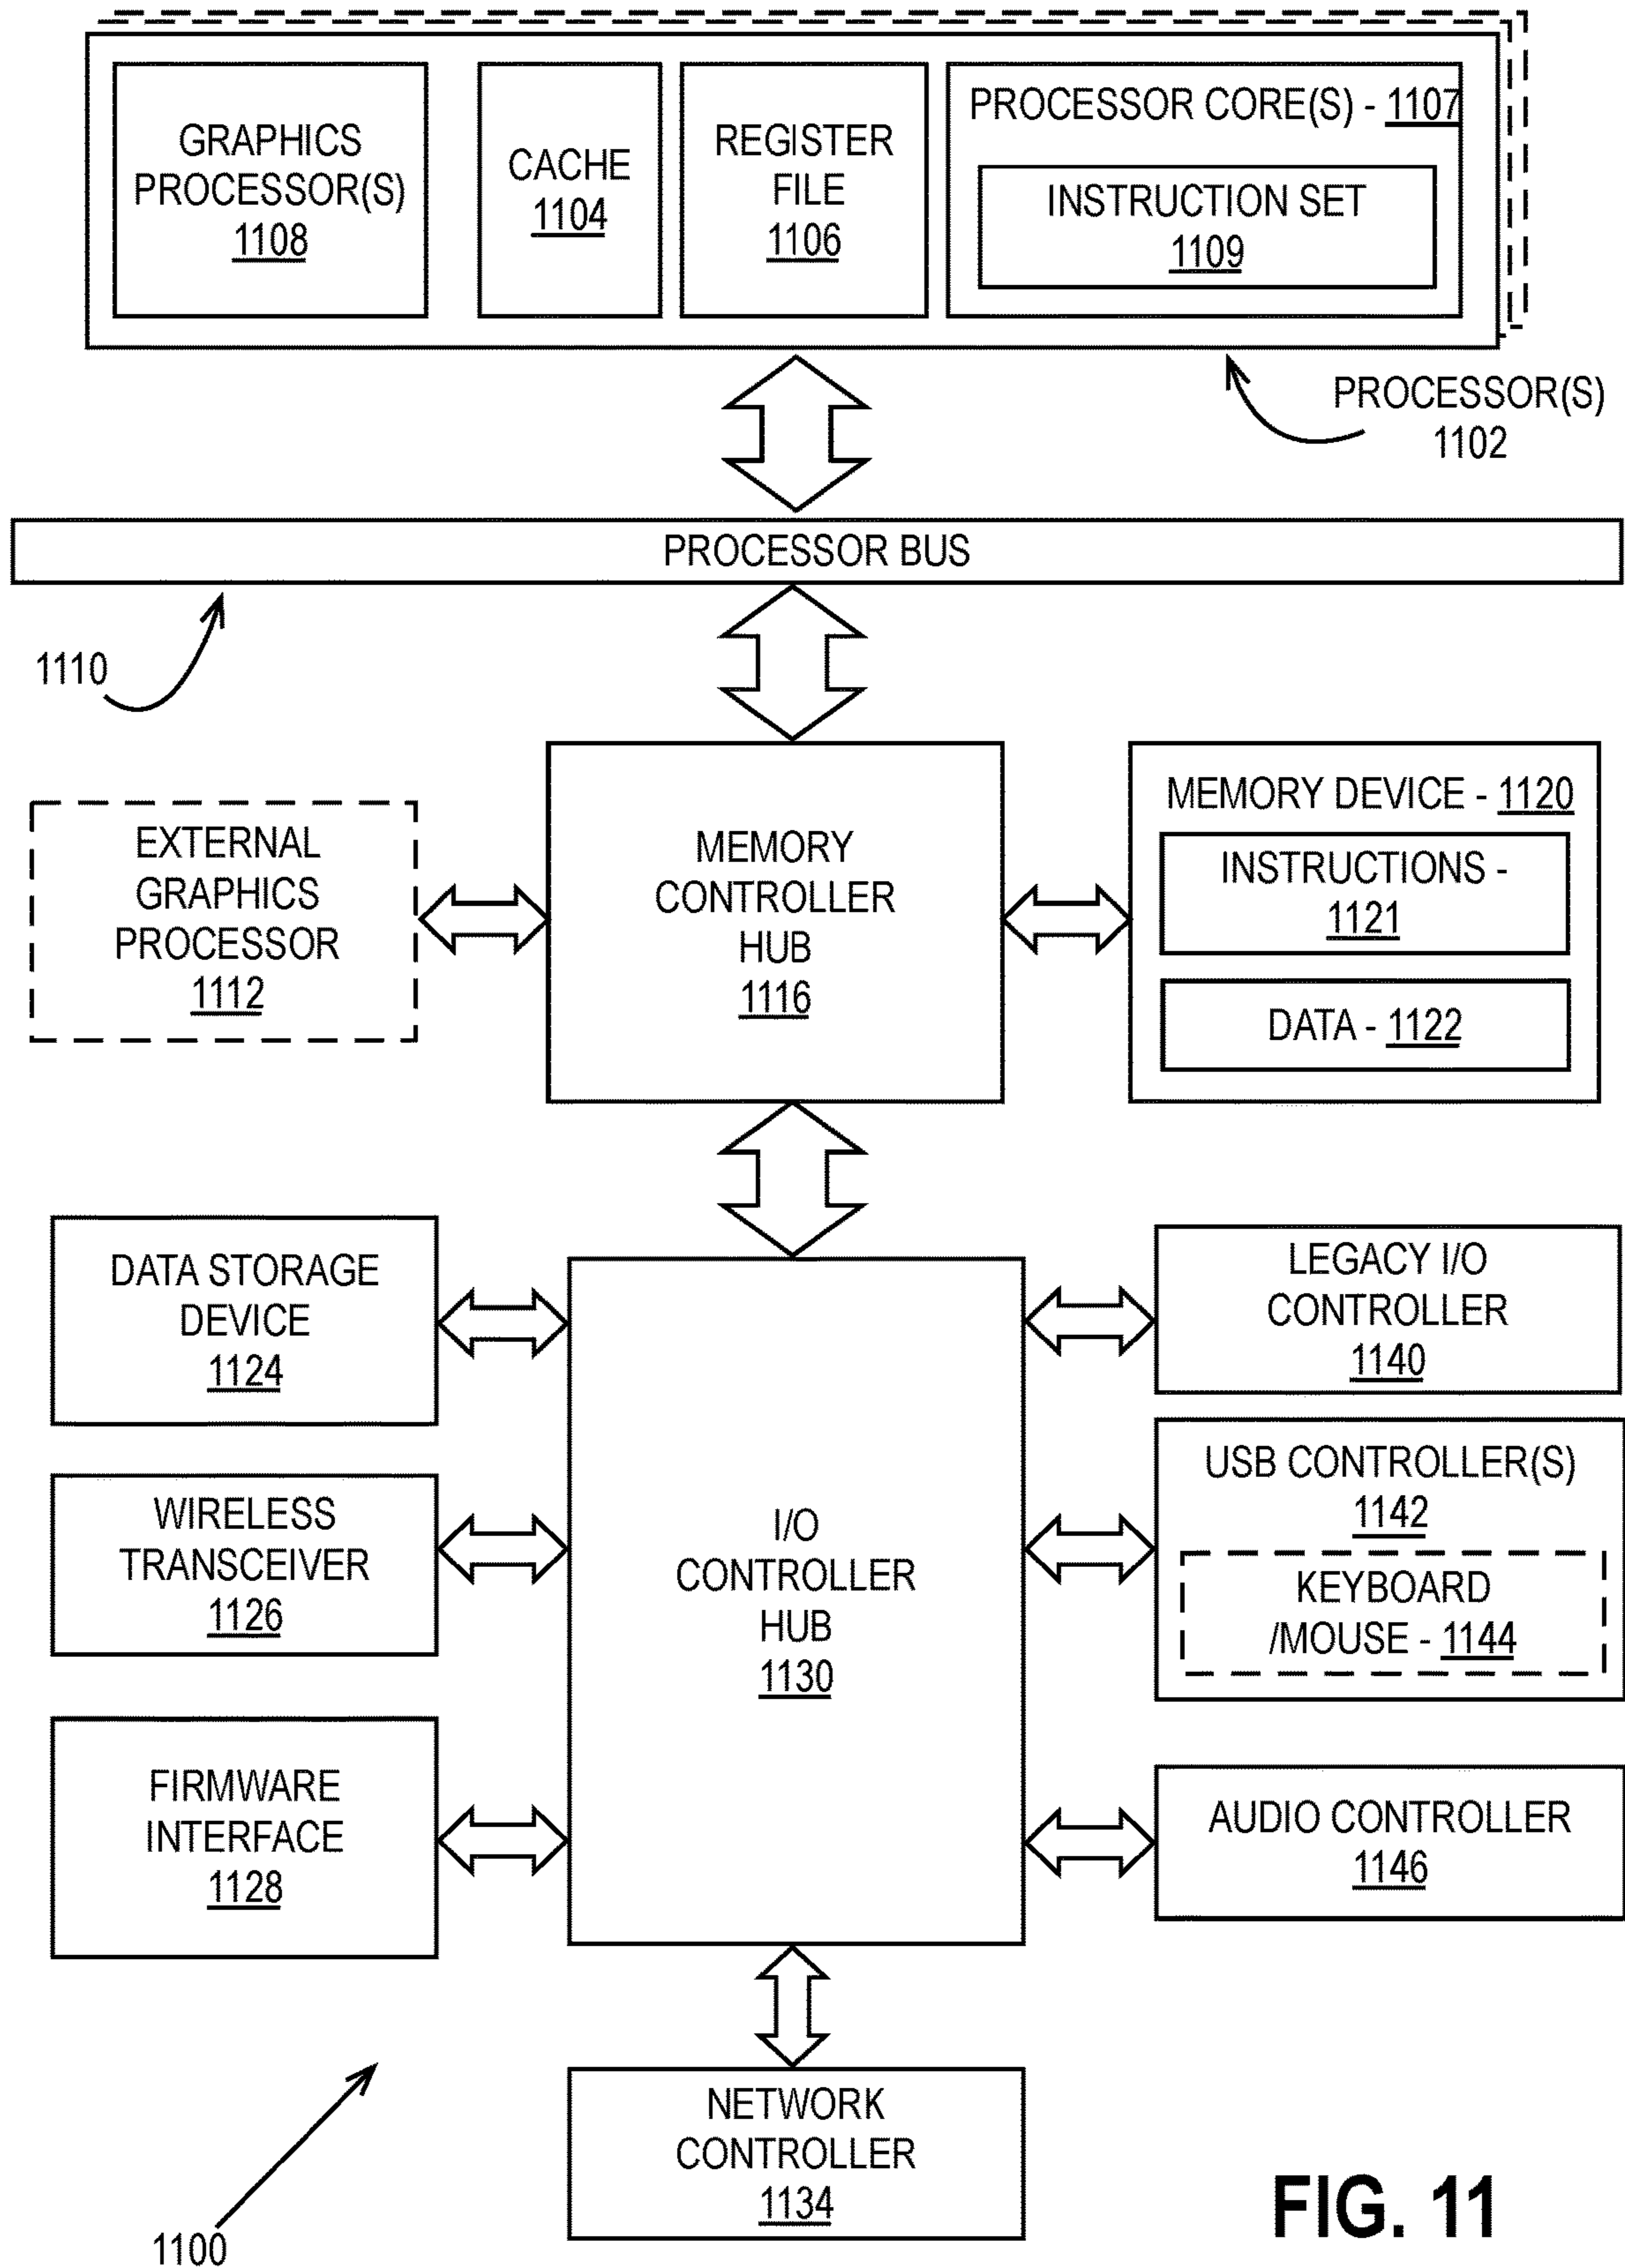 GRAPHICS
PROCESSOR(S)
1108
CACHE
1104
REGISTER
FILE
1106
PROCESSOR CORE(S) - 1107
INSTRUCTION SET
1109
PROCESSOR(S)
1102
PROCESSOR BUS
1110
EXTERNAL
GRAPHICS
PROCESSOR
1112
MEMORY
CONTROLLER
HUB
1116
MEMORY DEVICE - 1120
INSTRUCTIONS -
1121
DATA - 1122
DATA STORAGE
DEVICE
1124
WIRELESS
TRANSCEIVER
1126
FIRMWARE
INTERFACE
1128
I/O
CONTROLLER
HUB
1130
LEGACY I/O
CONTROLLER
1140
USB CONTROLLER(S)
1142
KEYBOARD
/MOUSE - 1144
AUDIO CONTROLLER
1146
NETWORK
CONTROLLER
1134
1100
FIG. 11